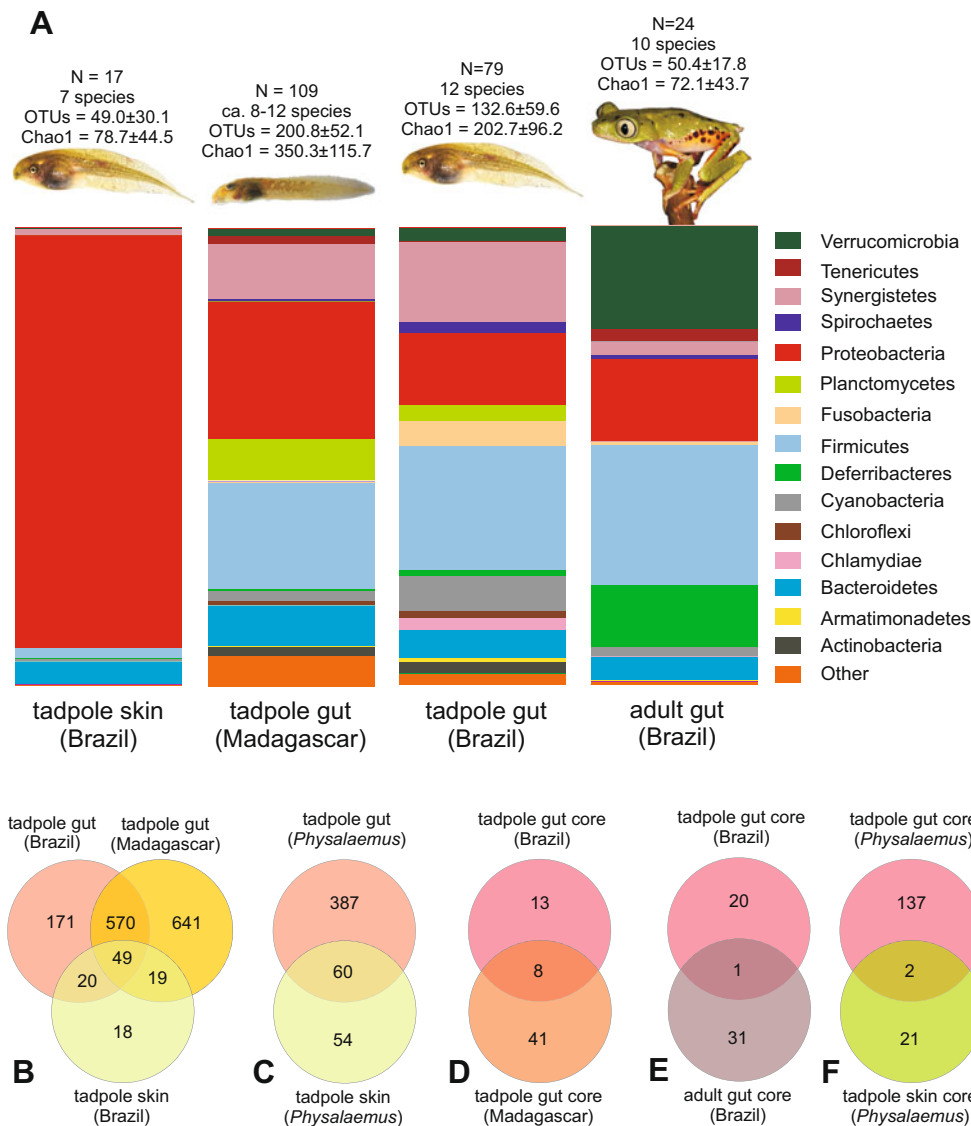 A
N = 17
7 species
OTUs = 49.0±30.1
Chao1 = 78.7±44.5
N = 109
ca. 8-12 species
OTUs = 200.8±52.1
Chao1 = 350.3±115.7
N=79
12 species
OTUs = 132.6±59.6
Chao1 = 202.7±96.2
N=24
10 species
OTUs = 50.4±17.8
Chao1 = 72.1±43.7
Verrucomicrobia
Tenericutes
Synergistetes
Spirochaetes
Proteobacteria
Planctomycetes
Fusobacteria
Firmicutes
Deferribacteres
Cyanobacteria
Chloroflexi
Chlamydiae
Bacteroidetes
Armatimonadetes
Actinobacteria
Other
tadpole skin
(Brazil)
tadpole gut
(Madagascar)
tadpole gut
(Brazil)
adult gut
(Brazil)
tadpole gut
(Brazil)
tadpole gut
(Madagascar)
171
570
641
49
20
19
18
B
tadpole skin
(Brazil)
tadpole gut
(Physalaemus)
387
60
54
C
tadpole skin
(Physalaemus)
tadpole gut core
(Brazil)
13
8
41
D
tadpole gut core
(Madagascar)
tadpole gut core
(Brazil)
20
1
31
E
adult gut core
(Brazil)
tadpole gut core
(Physalaemus)
137
2
21
F
tadpole skin core
(Physalaemus)